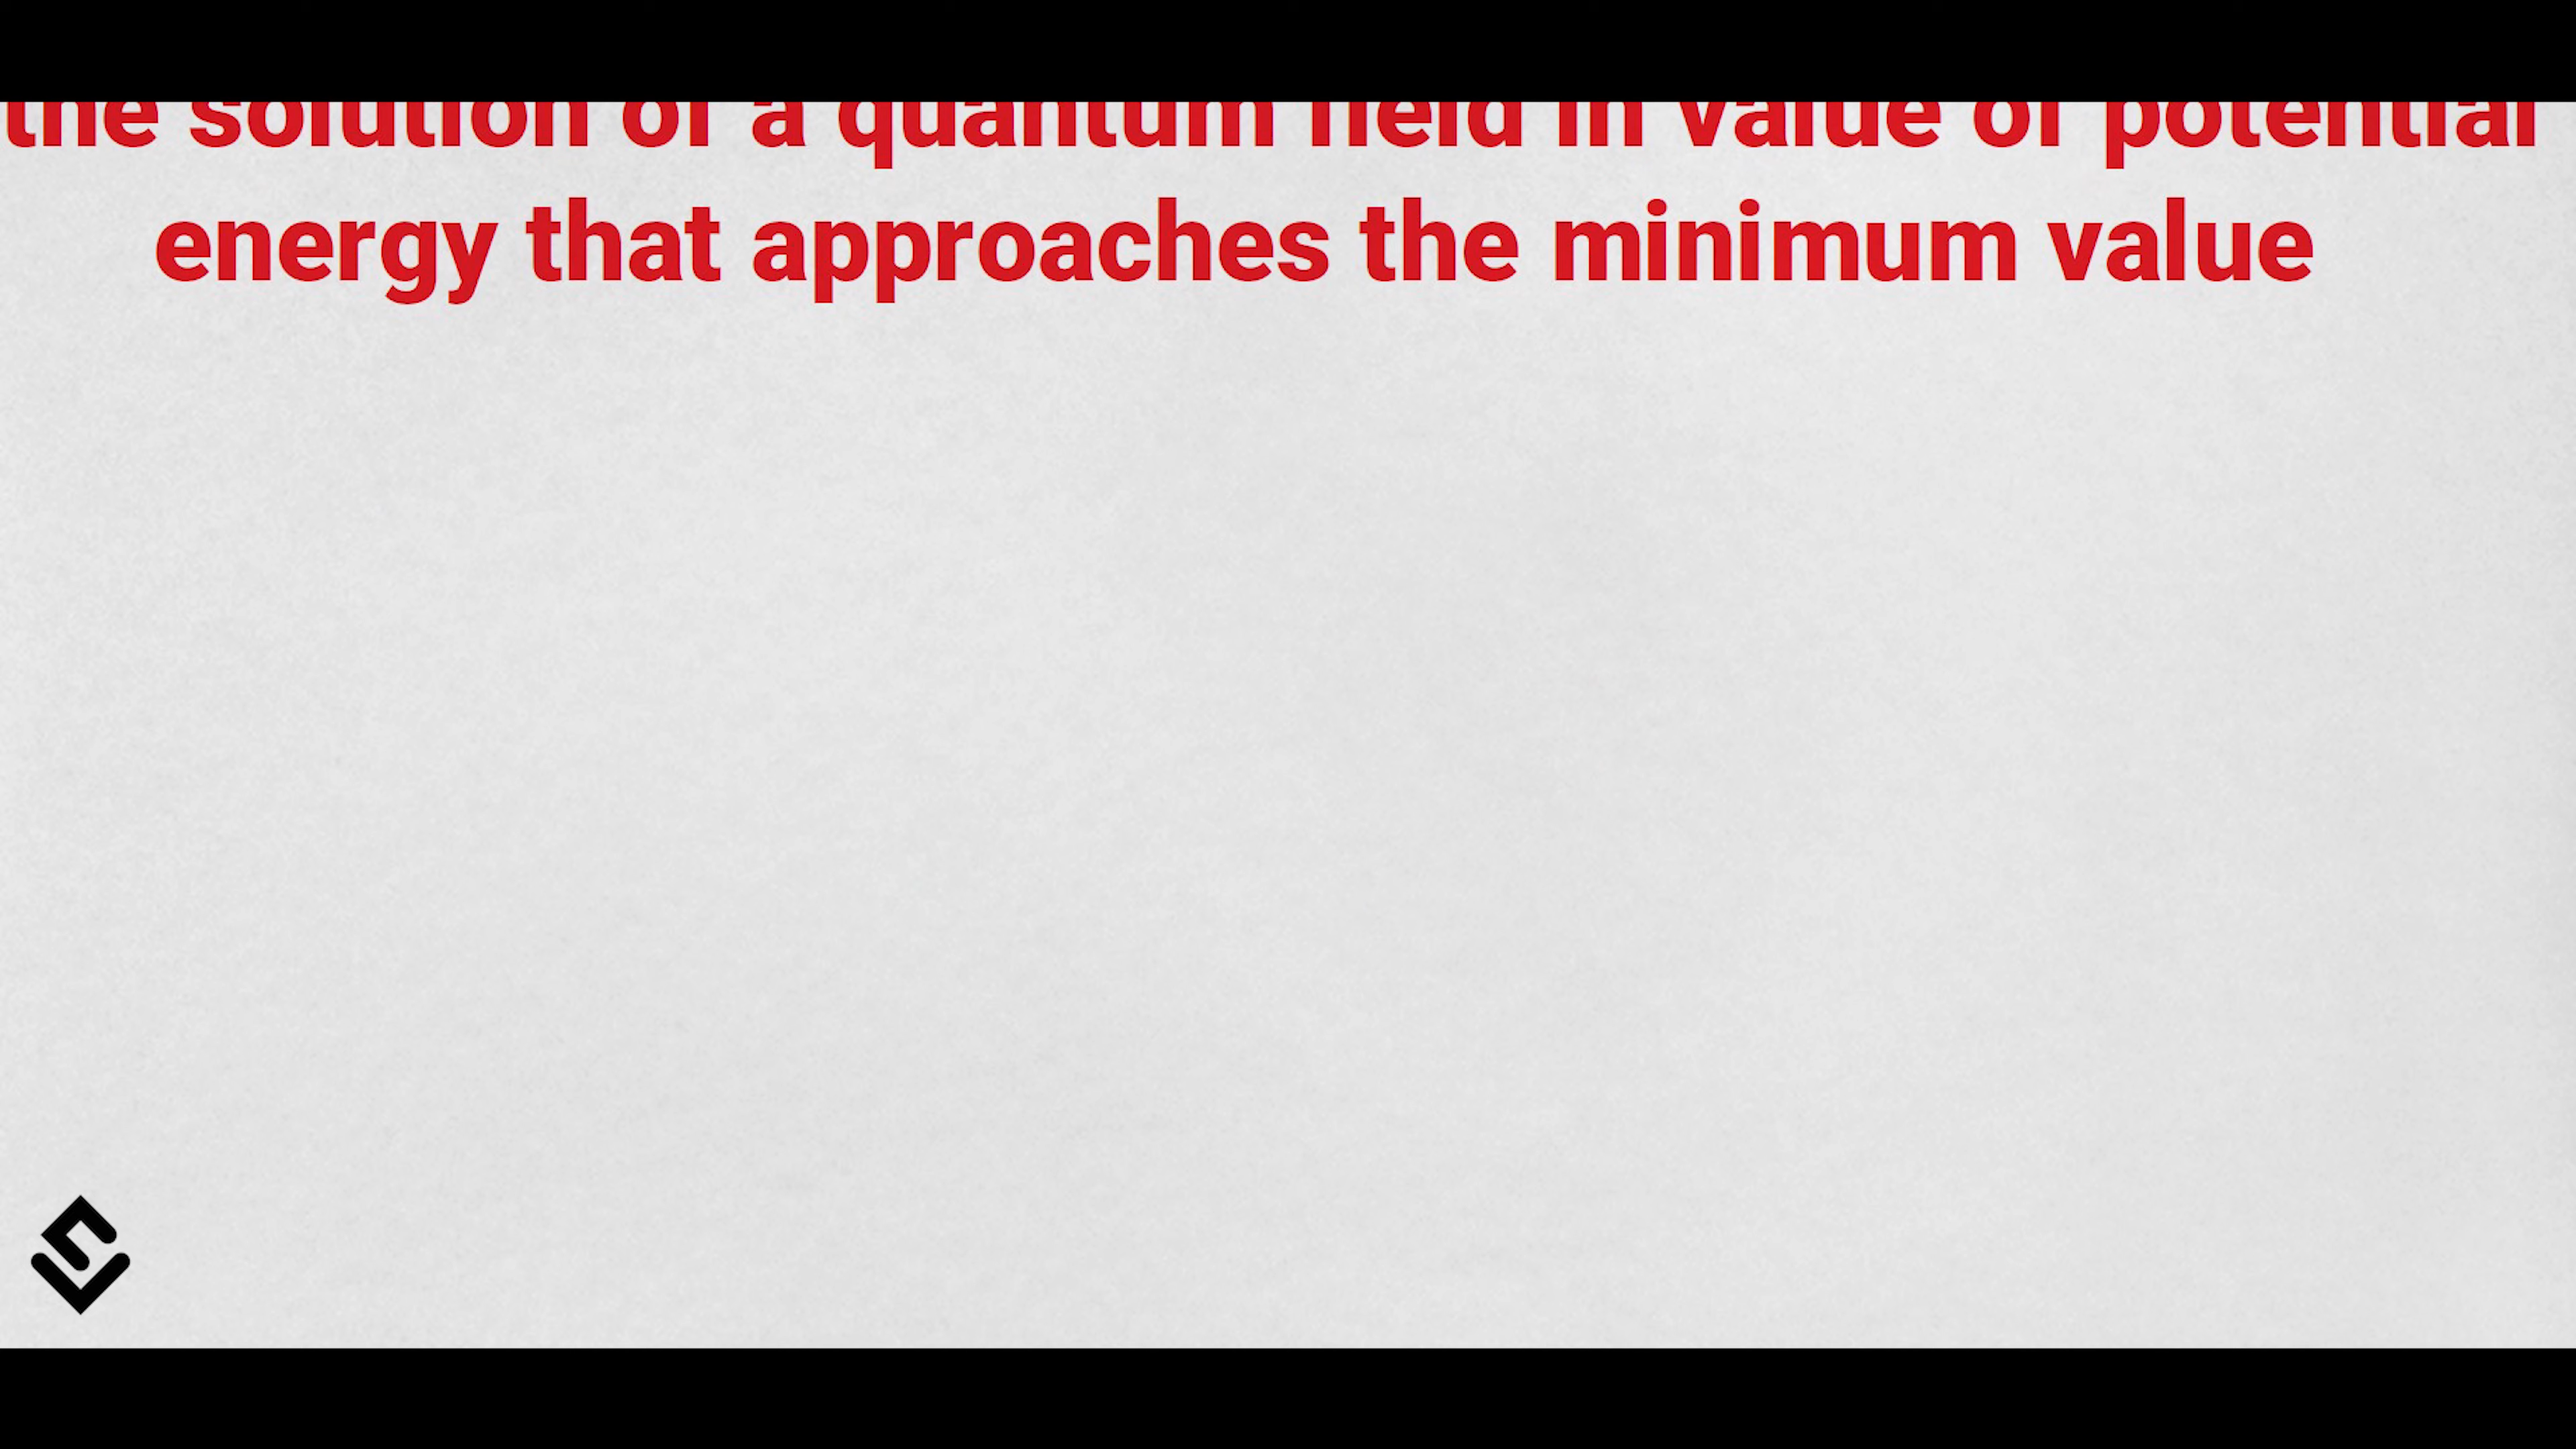 the solution of a quantum field in value of potential
energy that approaches the minimum value